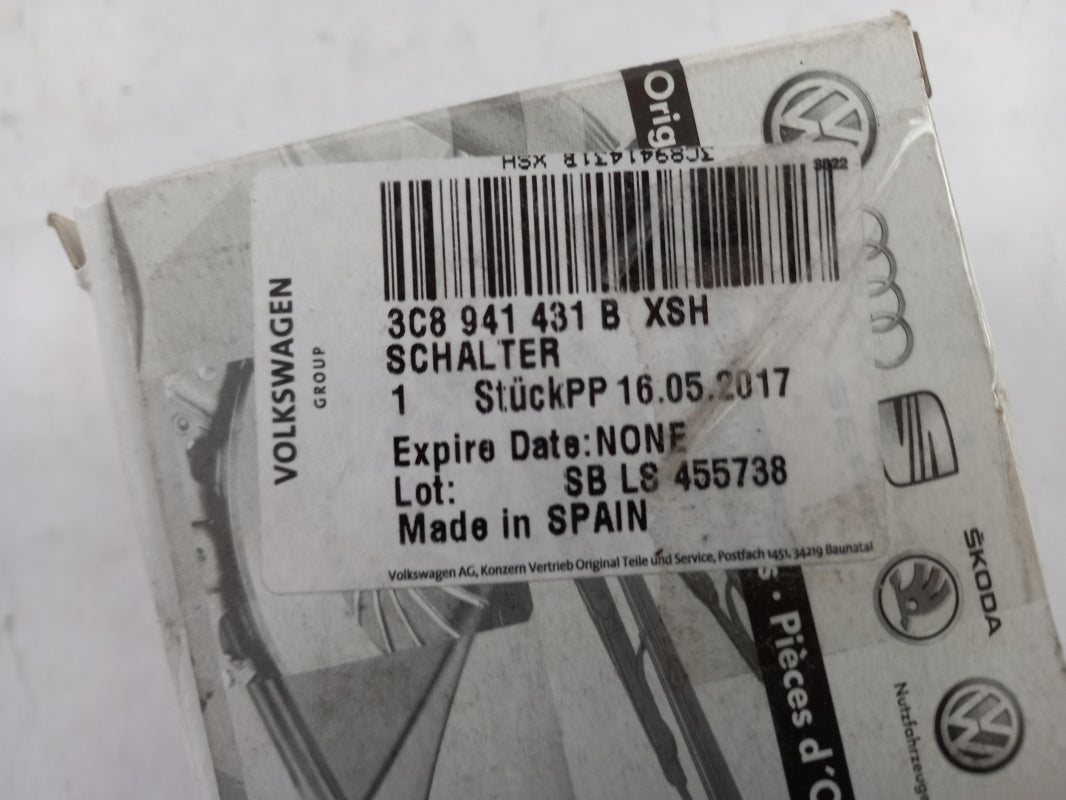 Orig
3C8941431B XSH
3822
VOLKSWAGEN
GROUP
3C8 941 431 B XSH
SCHALTER
1 StückPP 16.05.2017
Expire Date:NONE
Lot: SB LS 455738
Made in SPAIN
Volkswagen AG, Konzern Vertrieb Original Teile und Service, Postfach 1451, 34219 Baunatal
s · Pièces d'O
ŠKODA
Nutzfahrzeuge